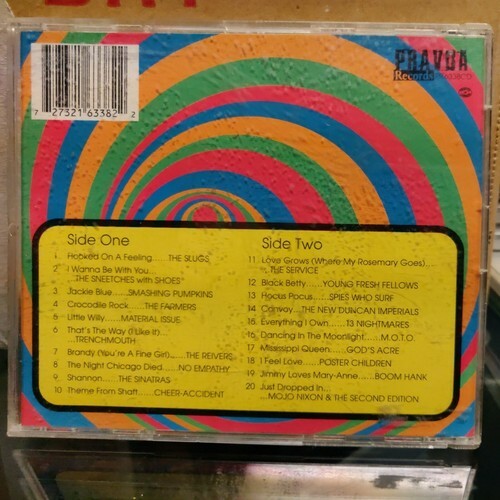 PRAVDA
Records
7 27321 63382 2
Side One
1 Hooked On A Feeling.....THE SLUGS
2 I Wanna Be With You...
...THE SNEETCHES with SHOES
3 Jackie Blue......SMASHING PUMPKINS
4 Crocodile Rock.....THE FARMERS
5 Little Willy......MATERIAL ISSUE
6 That's The Way (I Like It)...
...TRENCHMOUTH
7 Brandy (You're A Fine Girl)......THE REIVERS
8 The Night Chicago Died......NO EMPATHY
9 Shannon.....THE SINATRAS
10 Theme From Shaft.....CHEER-ACCIDENT
Side Two
11 Love Grows (Where My Rosemary Goes)....
...THE SERVICE
12 Black Betty......YOUNG FRESH FELLOWS
13 Hocus Pocus.....SPIES WHO SURF
14 Convoy....THE NEW DUNCAN IMPERIALS
15 Everything I Own.....13 NIGHTMARES
16 Dancing In The Moonlight......M.O.T.O.
17 Mississippi Queen......GOD'S ACRE
18 I Feel Love.....POSTER CHILDREN
19 Jimmy Loves Mary-Anne......BOOM HANK
20 Just Dropped In...
...MOJO NIXON & THE SECOND EDITION